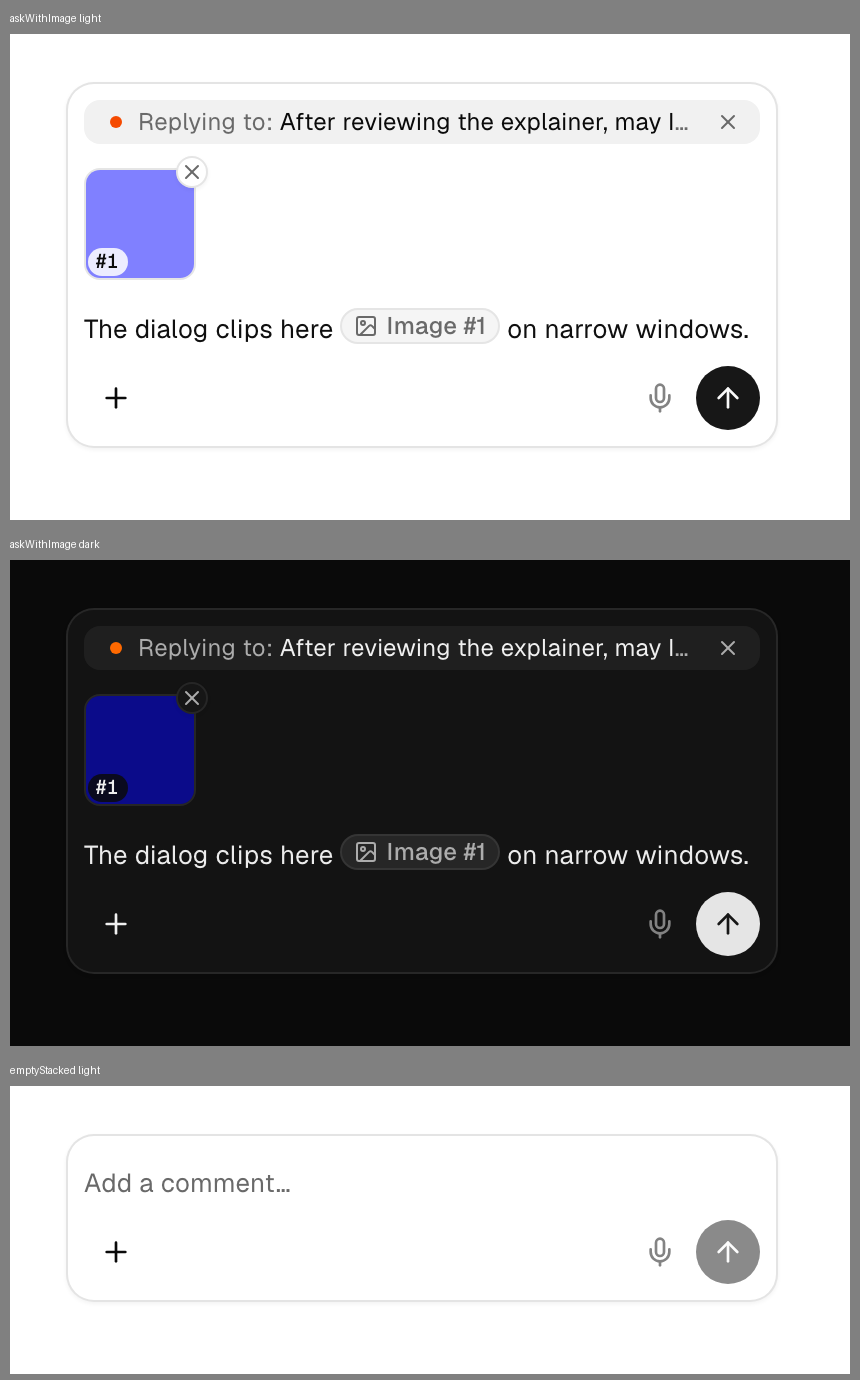 askWithImage light
Replying to: After reviewing the explainer, may I…
#1
The dialog clips here Image #1 on narrow windows.
askWithImage dark
Replying to: After reviewing the explainer, may I…
#1
The dialog clips here Image #1 on narrow windows.
emptyStacked light
Add a comment…